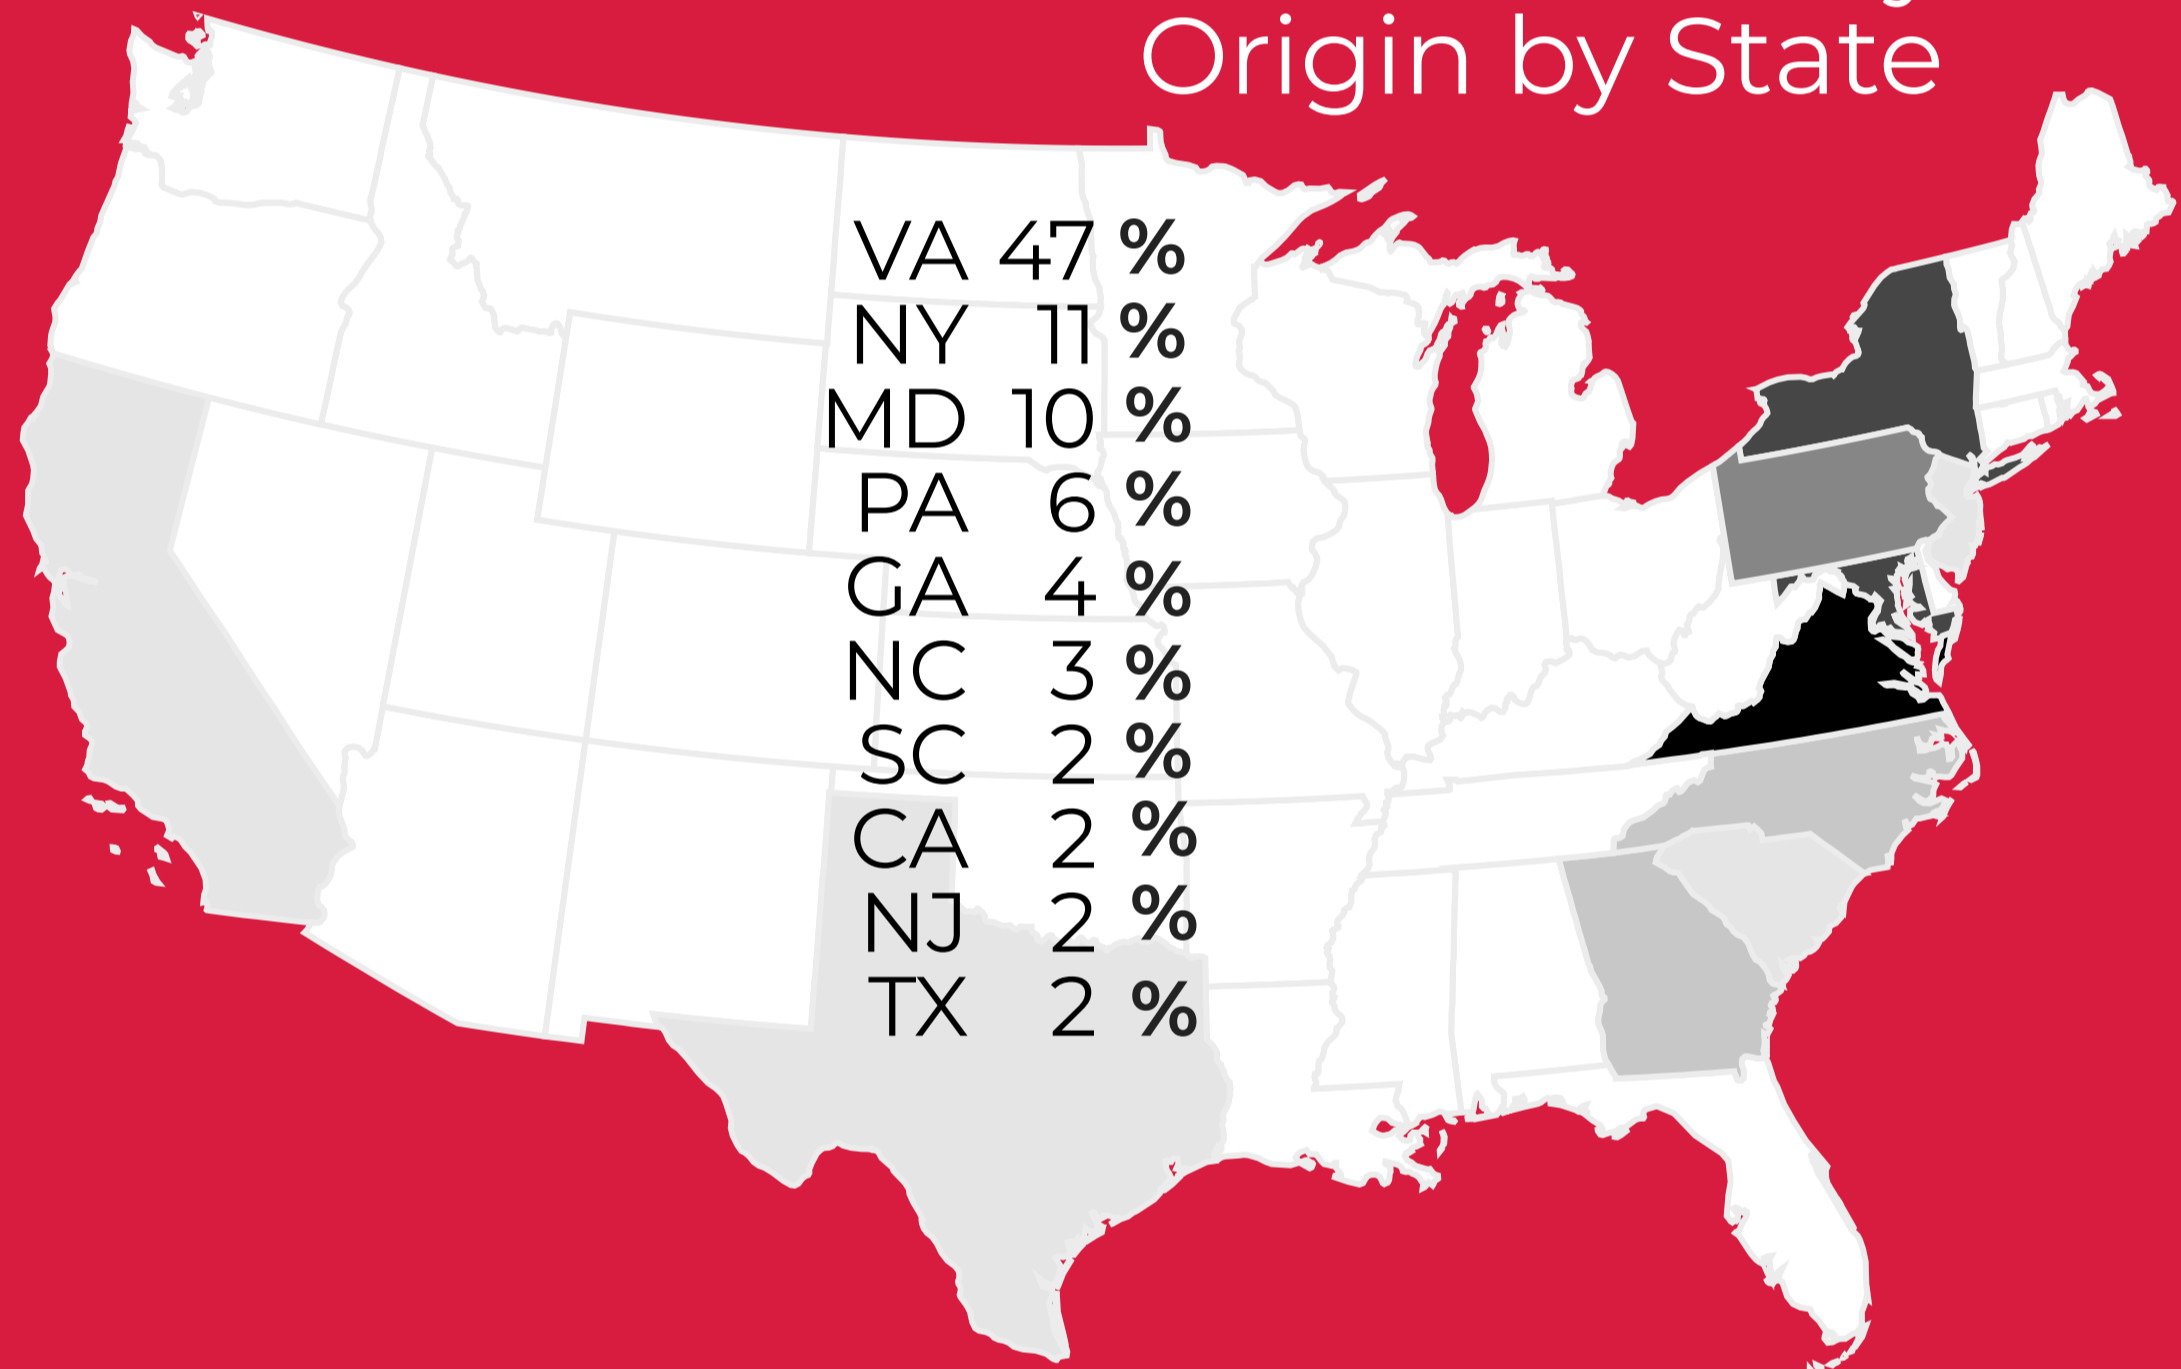 Origin by State
VA 47 %
NY 11 %
MD 10 %
PA 6 %
GA 4 %
NC 3 %
SC 2 %
CA 2 %
NJ 2 %
TX 2 %